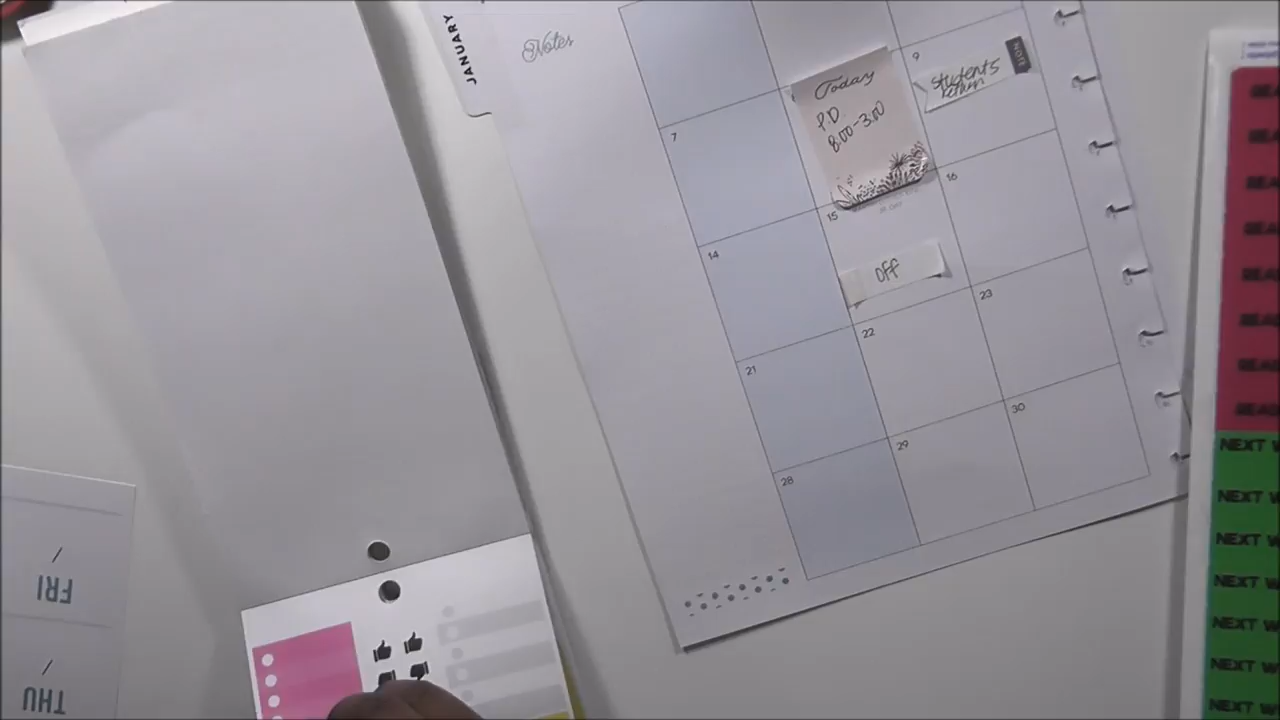 JANUARY
Notes
Today
P.D.
8:00-3:00
9
students
return
7
15
16
14
OFF
23
22
21
30
29
28
NEXT W
NEXT W
NEXT W
NEXT W
NEXT W
NEXT W
NEXT W
FRI
/
THU
/